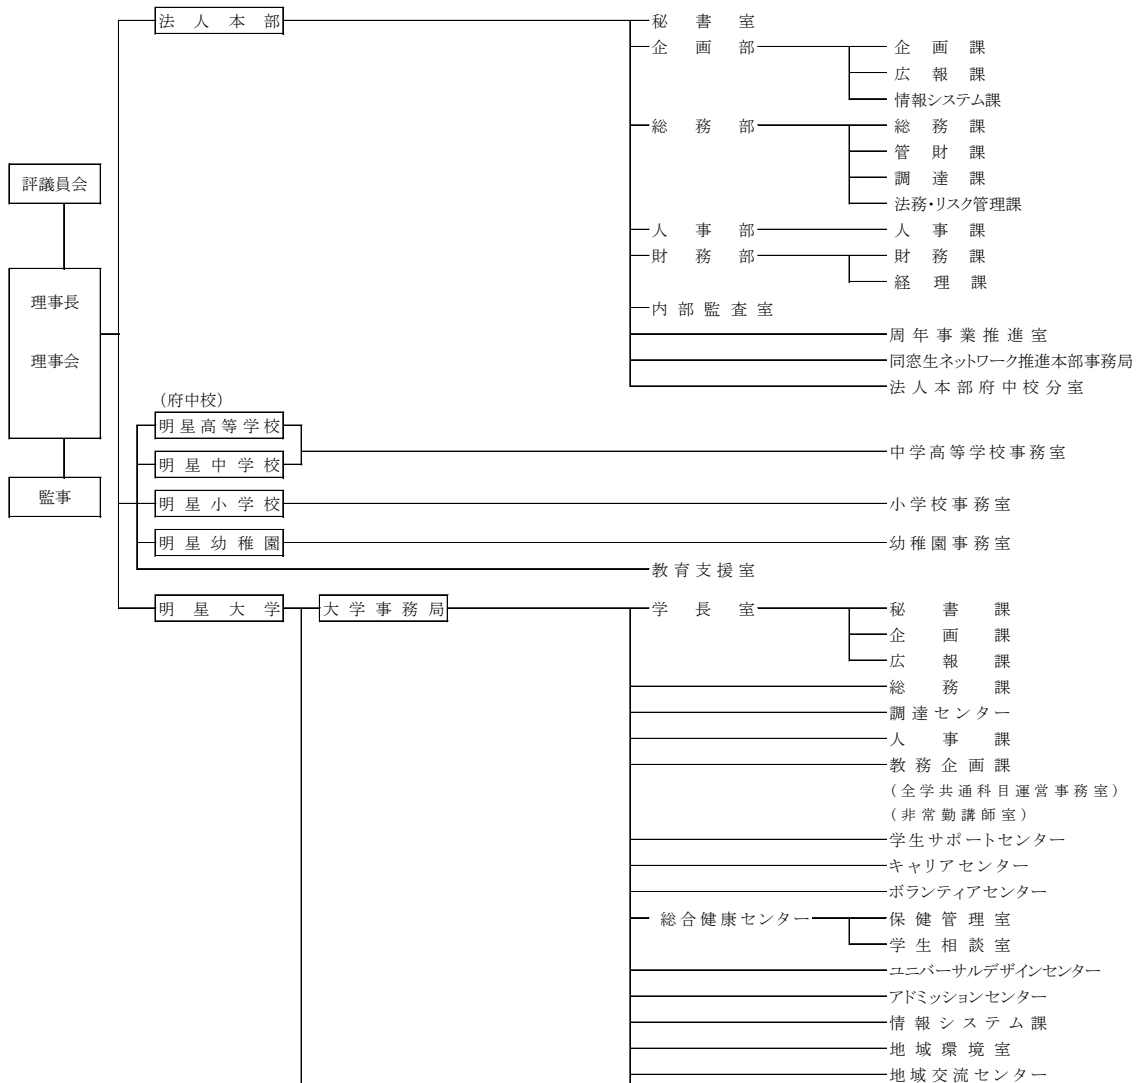 法人本部
秘書室
企画部
企画課
広報課
情報システム課
総務部
総務課
管財課
調達課
法務・リスク管理課
評議員会
人事部
人事課
財務部
財務課
経理課
理事長
理事会
内部監査室
周年事業推進室
同窓生ネットワーク推進本部事務局
法人本部府中校分室
(府中校)
明星高等学校
明星中学校
中学高等学校事務室
監事
明星小学校
小学校事務室
明星幼稚園
幼稚園事務室
教育支援室
明星大学
大学事務局
学長室
秘書課
企画課
広報課
総務課
調達センター
人事課
教務企画課
(全学共通科目運営事務室)
(非常勤講師室)
学生サポートセンター
キャリアセンター
ボランティアセンター
総合健康センター
保健管理室
学生相談室
ユニバーサルデザインセンター
アドミッションセンター
情報システム課
地域環境室
地域交流センター